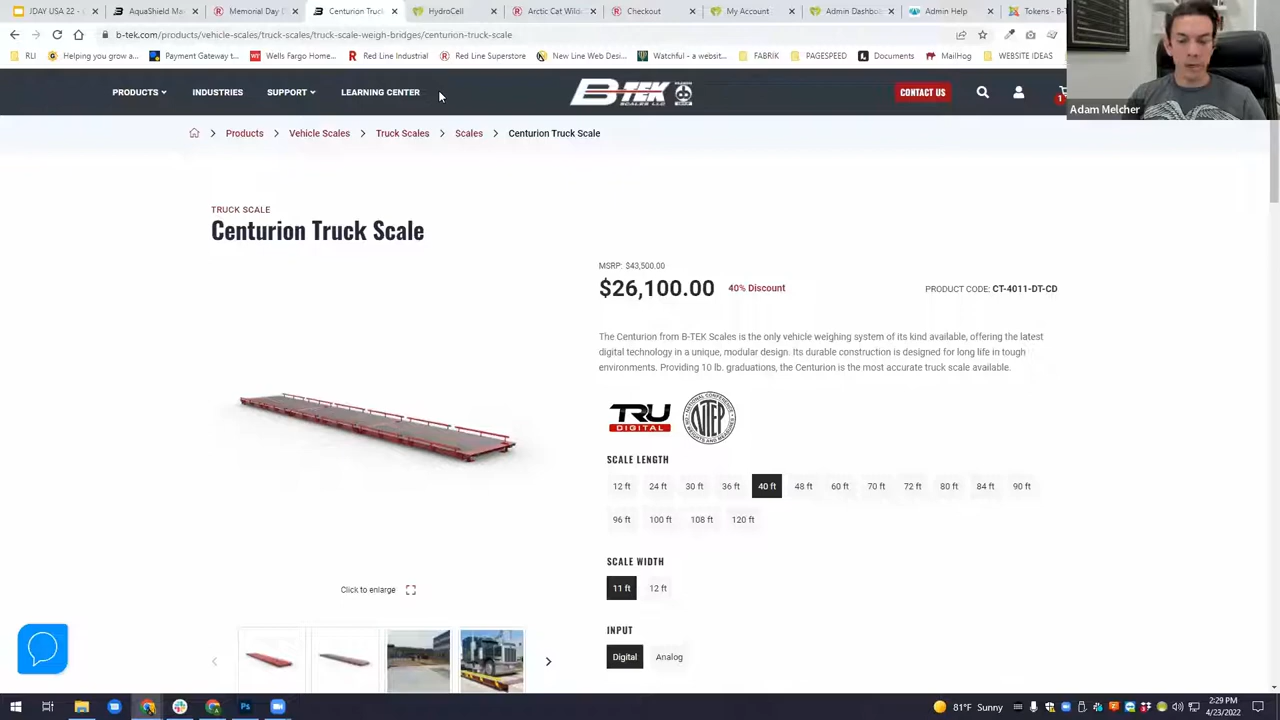 JDAY USA 22 -
Memorial Day
Centurion Truck
HydroCell
Arctic Cat Wild
Checkout
My Account
AquaShield
Admin Help
Tokens - B-T
b-tek.com/products/vehicle-scales/truck-scales/truck-scale-weigh-bridges/centurion-truck-scale
RLI
Helping you grow a...
Payment Gateway
Wells Fargo Home...
Red Line Industrial
Red Line Superstore
New Line Web Desi...
Watchful - a websit...
FABRIK
PAGESPEED
Documents
MailHog
WEBSITE IDEAS
Adam Melcher
PRODUCTS
INDUSTRIES
SUPPORT
LEARNING CENTER
B-TEK
SCALES LLC
CONTACT US
1
Products > Vehicle Scales > Truck Scales > Scales > Centurion Truck Scale
TRUCK SCALE
Centurion Truck Scale
MSRP: $43,500.00
$26,100.00 40% Discount PRODUCT CODE: CT-4011-DT-CD
The Centurion from B-TEK Scales is the only vehicle weighing system of its kind available, offering the latest
digital technology in a unique, modular design. Its durable construction is designed for long life in tough
environments. Providing 10 lb. graduations, the Centurion is the most accurate truck scale available.
TRU
DIGITAL
NTEP
SCALE LENGTH
12 ft 24 ft 30 ft 36 ft 40 ft 48 ft 60 ft 70 ft 72 ft 80 ft 84 ft 90 ft
96 ft 100 ft 108 ft 120 ft
SCALE WIDTH
11 ft 12 ft
Click to enlarge
INPUT
Digital Analog
81°F Sunny
2:29 PM
4/23/2022